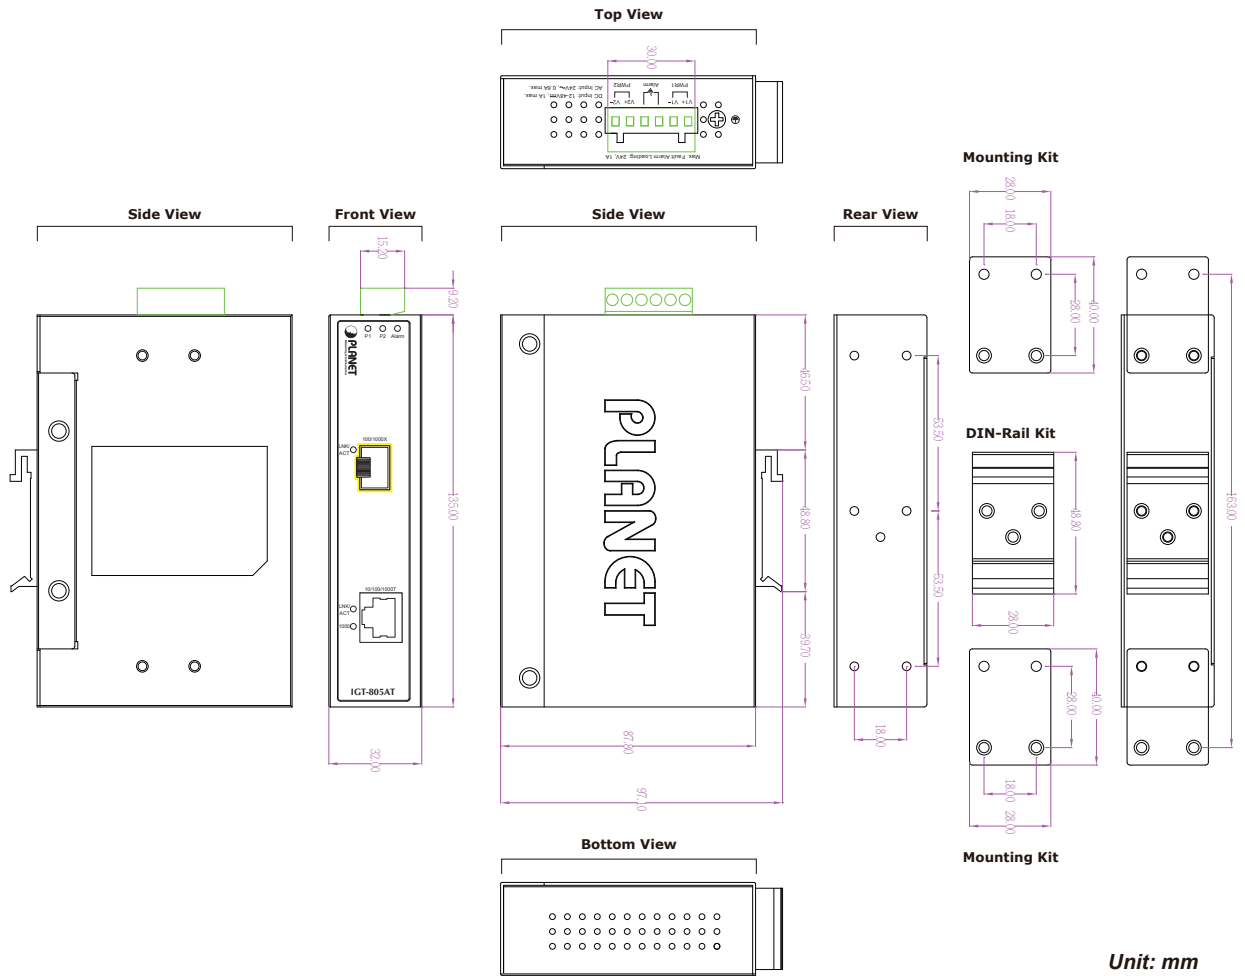 Top View
30.00
AC Input: 24V~, 0.6A max.
DC Input: 12-48V⎓, 1A max.
PWR2
Alarm
PWR1
V2- V2+
V1- V1+
Max. Fault Alarm Loading: 24V, 1A
Side View
Front View
Side View
Rear View
Mounting Kit
28.00
18.00
15.20
9.20
28.00
40.00
P1 P2 Alarm
PLANET
100/1000X
LNK/
ACT
135.00
10/100/1000T
LNK/
ACT
1000
IGT-805AT
32.00
PLANET
46.50
48.80
39.70
87.80
97.10
63.50
63.50
18.00
DIN-Rail Kit
48.80
28.00
163.00
28.00
40.00
18.00
28.00
Mounting Kit
Bottom View
Unit: mm